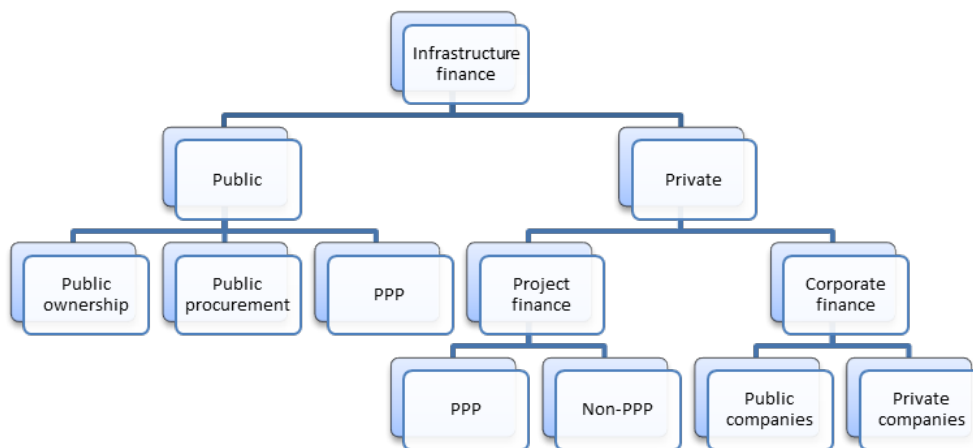 Infrastructure
finance
Public
Private
Public
ownership
Public
procurement
PPP
Project
finance
Corporate
finance
PPP
Non-PPP
Public
companies
Private
companies